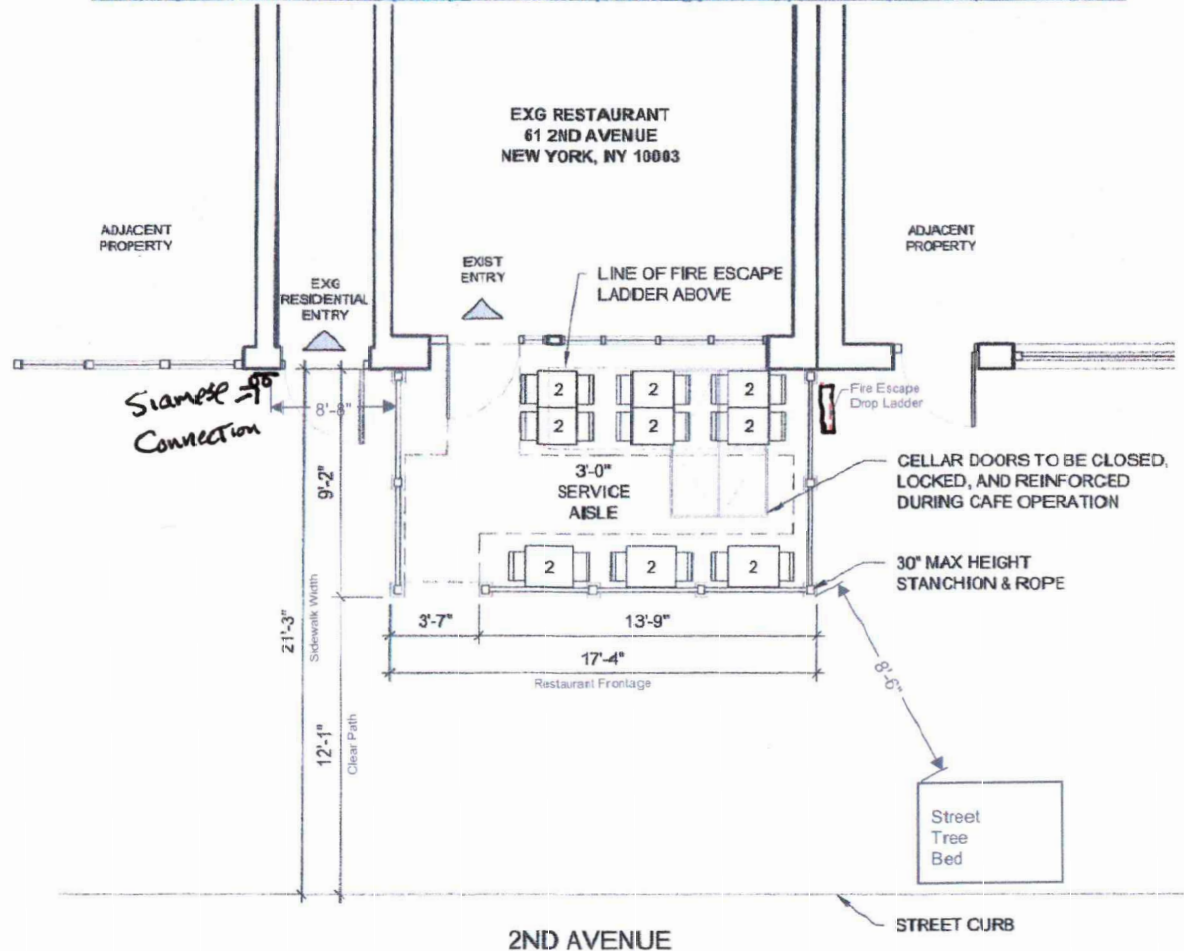 EXG RESTAURANT
61 2ND AVENUE
NEW YORK, NY 10003
ADJACENT
PROPERTY
ADJACENT
PROPERTY
EXG
RESIDENTIAL
ENTRY
EXIST
ENTRY
LINE OF FIRE ESCAPE
LADDER ABOVE
Siamese
Connection
8'-8"
Fire Escape
Drop Ladder
2
2
2
2
2
2
9'-2"
3'-0"
SERVICE
AISLE
CELLAR DOORS TO BE CLOSED,
LOCKED, AND REINFORCED
DURING CAFE OPERATION
2
2
2
30" MAX HEIGHT
STANCHION & ROPE
3'-7"
13'-9"
21'-3"
Sidewalk Width
17'-4"
Restaurant Frontage
8'-6"
12'-1"
Clear Path
Street
Tree
Bed
STREET CURB
2ND AVENUE